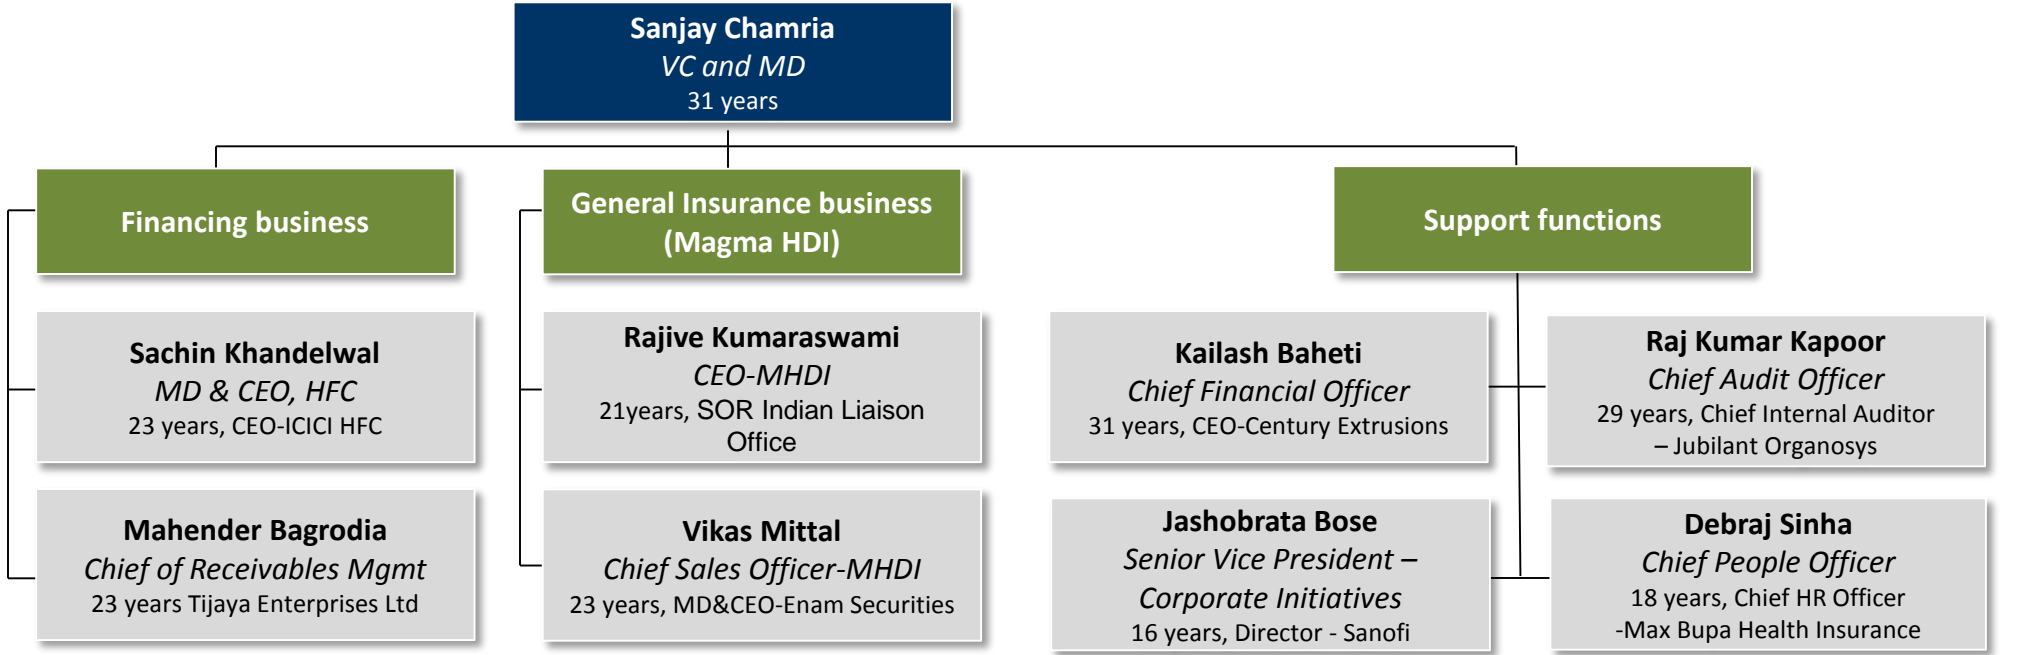 Sanjay Chamria
VC and MD
31 years
Financing business
General Insurance business
(Magma HDI)
Support functions
Sachin Khandelwal
MD & CEO, HFC
23 years, CEO-ICICI HFC
Rajive Kumaraswami
CEO-MHDI
21years, SOR Indian Liaison
Office
Kailash Baheti
Chief Financial Officer
31 years, CEO-Century Extrusions
Raj Kumar Kapoor
Chief Audit Officer
29 years, Chief Internal Auditor
– Jubilant Organosys
Mahender Bagrodia
Chief of Receivables Mgmt
23 years Tijaya Enterprises Ltd
Vikas Mittal
Chief Sales Officer-MHDI
23 years, MD&CEO-Enam Securities
Jashobrata Bose
Senior Vice President –
Corporate Initiatives
16 years, Director - Sanofi
Debraj Sinha
Chief People Officer
18 years, Chief HR Officer
-Max Bupa Health Insurance